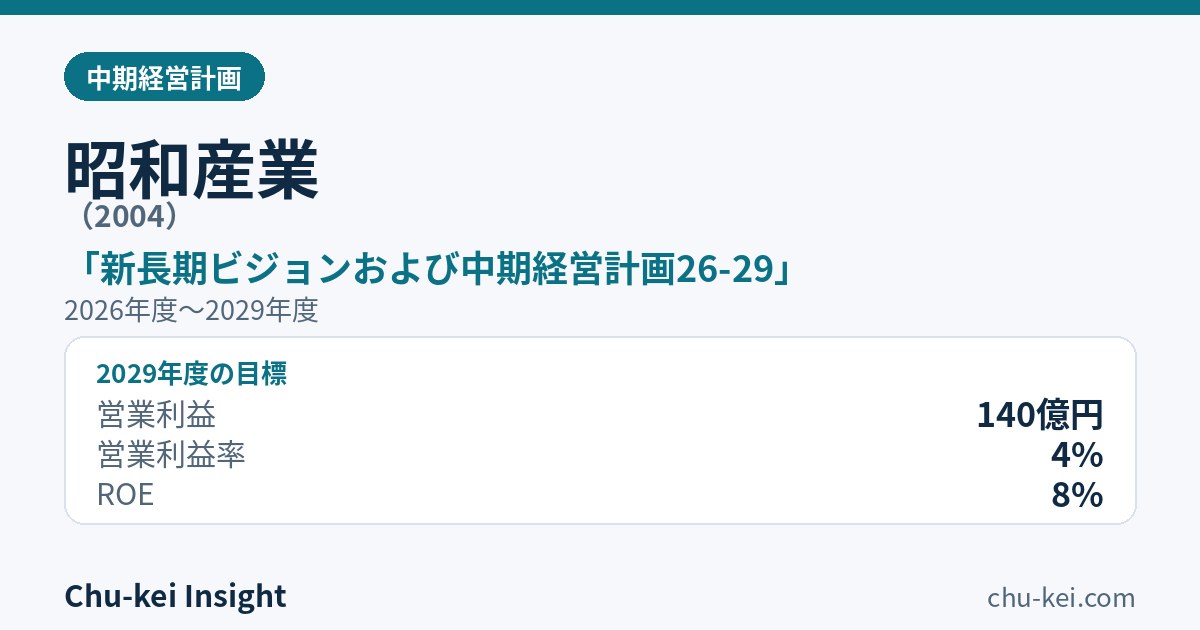 中期経営計画
昭和産業
（2004）
「新長期ビジョンおよび中期経営計画26-29」
2026年度～2029年度
2029年度の目標
営業利益 140億円
営業利益率 4%
ROE 8%
Chu-kei Insight chu-kei.com